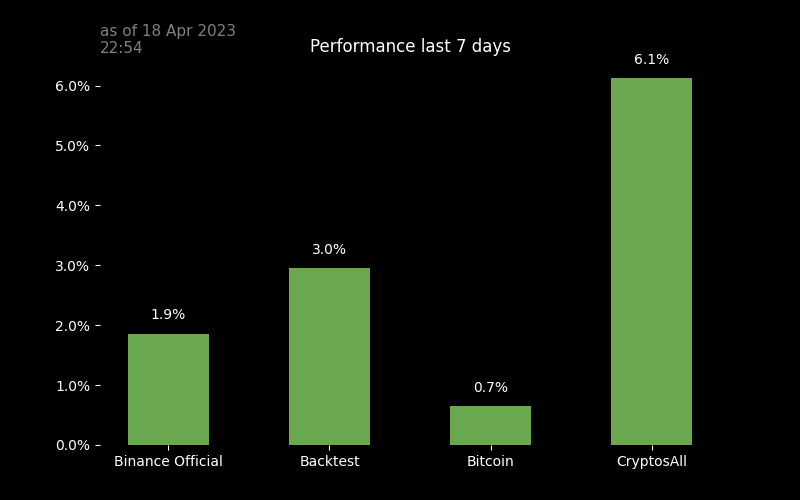 as of 18 Apr 2023
22:54
Performance last 7 days
6.1%
6.0%
5.0%
4.0%
3.0%
3.0%
2.0%
1.9%
1.0%
0.7%
0.0%
Binance Official
Backtest
Bitcoin
CryptosAll